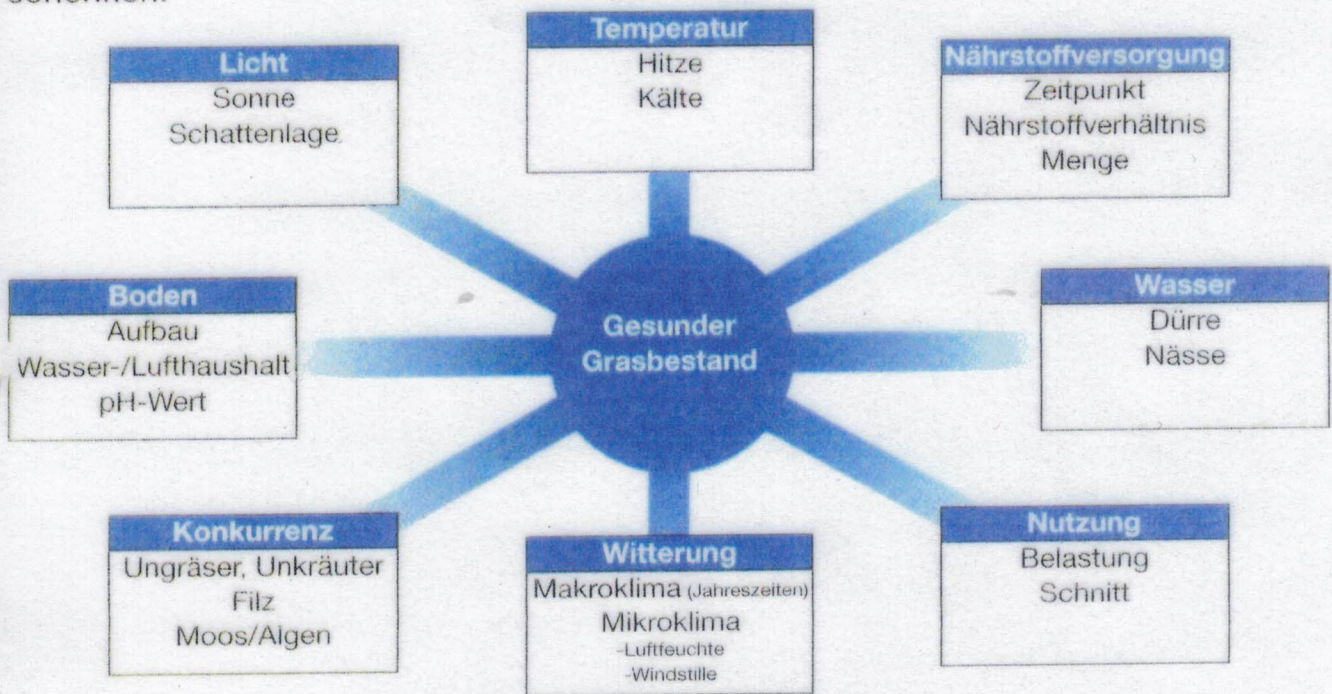 Licht
Sonne
Schattenlage
Temperatur
Hitze
Kälte
Nährstoffversorgung
Zeitpunkt
Nährstoffverhältnis
Menge
Boden
Aufbau
Wasser-/Lufthaushalt
pH-Wert
Gesunder
Grasbestand
Wasser
Dürre
Nässe
Konkurrenz
Ungräser, Unkräuter
Filz
Moos/Algen
Witterung
Makroklima (Jahreszeiten)
Mikroklima
-Luftfeuchte
-Windstille
Nutzung
Belastung
Schnitt